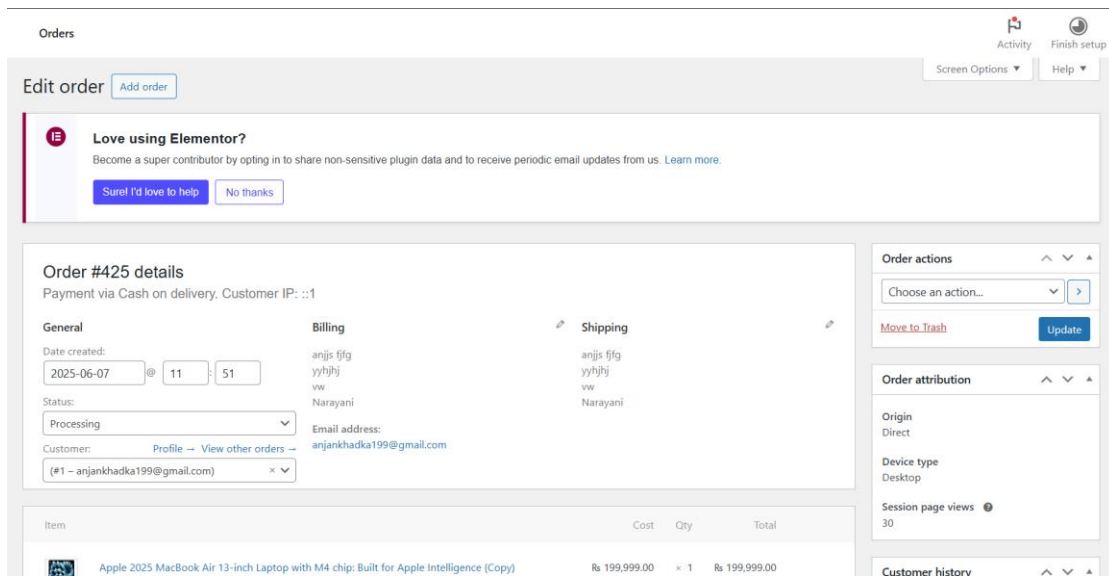 Orders
Activity
Finish setup
Screen Options ▼
Help ▼
Edit order
Add order
Love using Elementor?
Become a super contributor by opting in to share non-sensitive plugin data and to receive periodic email updates from us. Learn more.
Sure! I'd love to help
No thanks
Order #425 details
Payment via Cash on delivery. Customer IP: ::1
General
Date created:
2025-06-07 @ 11 : 51
Status:
Processing
Customer: Profile → View other orders →
(#1 – anjankhadka199@gmail.com) ×
Billing
anjjs fjfg
yyhjhj
vw
Narayani
Email address:
anjankhadka199@gmail.com
Shipping
anjjs fjfg
yyhjhj
vw
Narayani
Item Cost Qty Total
Apple 2025 MacBook Air 13-inch Laptop with M4 chip: Built for Apple Intelligence (Copy) ₨ 199,999.00 × 1 ₨ 199,999.00
Order actions
Choose an action...
Move to Trash
Update
Order attribution
Origin
Direct
Device type
Desktop
Session page views
30
Customer history